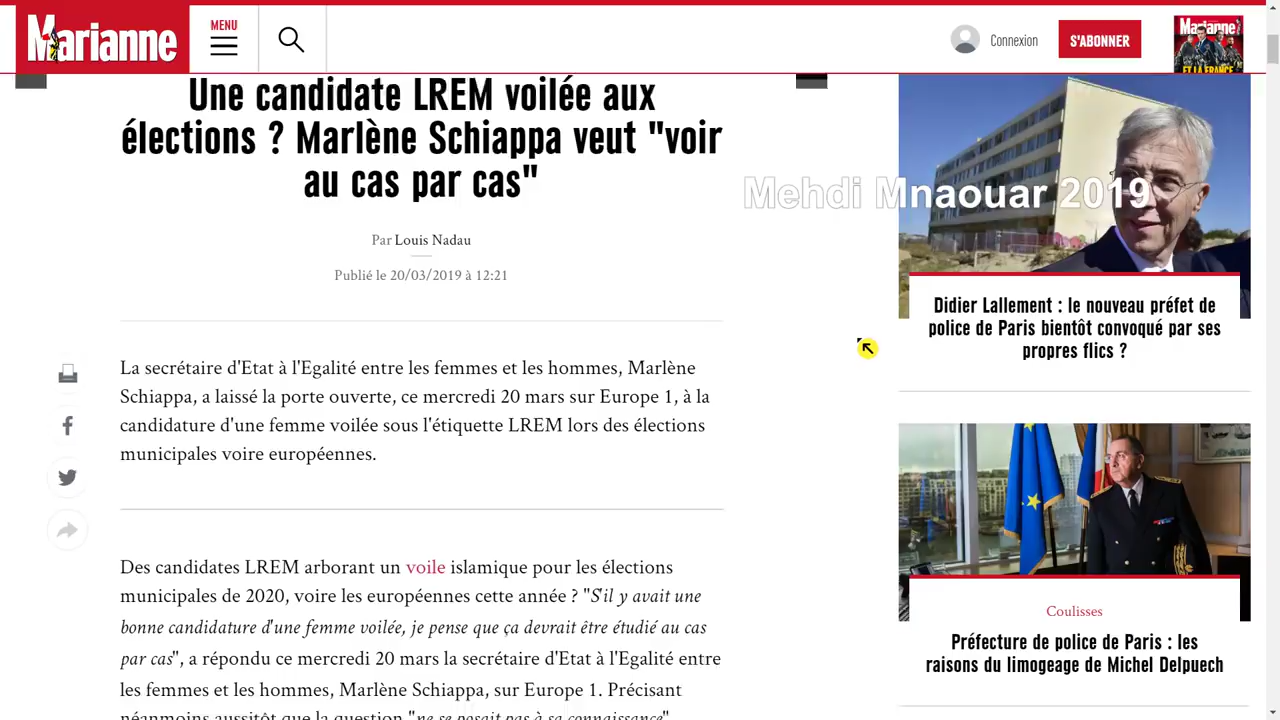 Marianne
MENU
Connexion
S'ABONNER
Marianne
ET LA FRANCE
Une candidate LREM voilée aux
élections ? Marlène Schiappa veut "voir
au cas par cas"
Mehdi Mnaouar 2019
Par Louis Nadau
Publié le 20/03/2019 à 12:21
La secrétaire d'Etat à l'Egalité entre les femmes et les hommes, Marlène
Schiappa, a laissé la porte ouverte, ce mercredi 20 mars sur Europe 1, à la
candidature d'une femme voilée sous l'étiquette LREM lors des élections
municipales voire européennes.
Des candidates LREM arborant un voile islamique pour les élections
municipales de 2020, voire les européennes cette année ? "S'il y avait une
bonne candidature d'une femme voilée, je pense que ça devrait être étudié au cas
par cas", a répondu ce mercredi 20 mars la secrétaire d'Etat à l'Egalité entre
les femmes et les hommes, Marlène Schiappa, sur Europe 1. Précisant
néanmoins aussitôt que la question "ne se posait pas à sa connaissance"
Didier Lallement : le nouveau préfet de
police de Paris bientôt convoqué par ses
propres flics ?
Coulisses
Préfecture de police de Paris : les
raisons du limogeage de Michel Delpuech